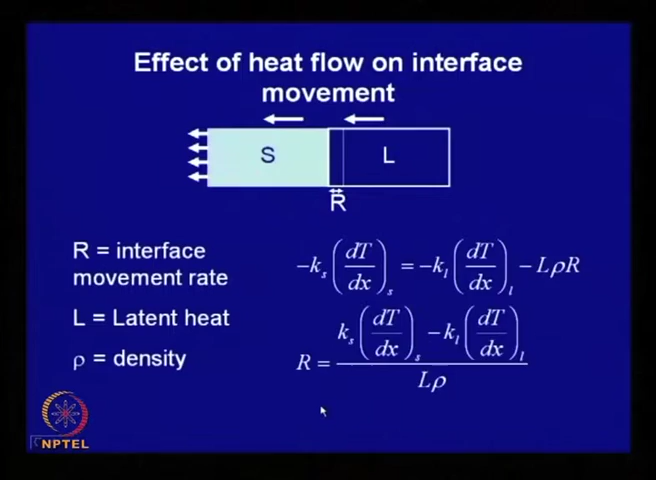 Effect of heat flow on interface
movement
S
L
R
R = interface
movement rate
L = Latent heat
ρ = density
−k_s (dT/dx)_s = −k_l (dT/dx)_l − LρR
R = (k_s (dT/dx)_s − k_l (dT/dx)_l) / Lρ
NPTEL